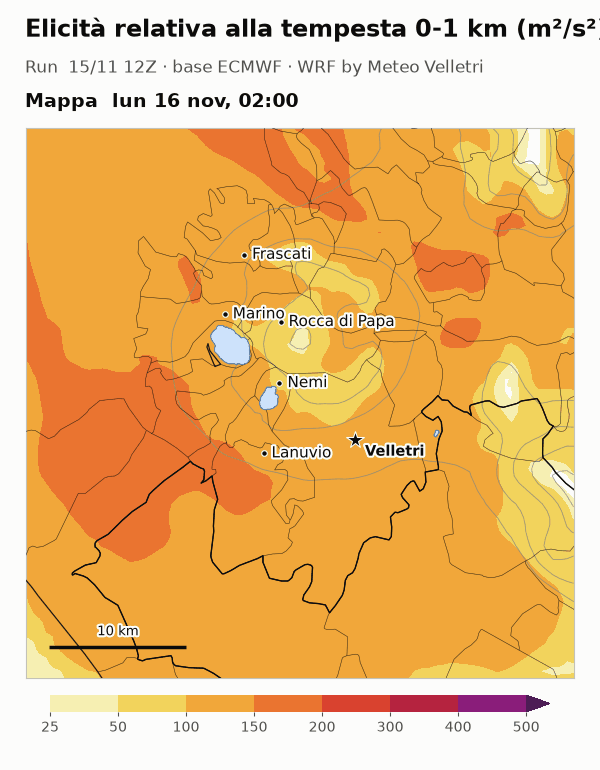 Elicità relativa alla tempesta 0-1 km (m²/s²)
Run  15/11 12Z · base ECMWF · WRF by Meteo Velletri
Mappa  lun 16 nov, 02:00
Frascati
Marino
Rocca di Papa
Nemi
Velletri
Lanuvio
10 km
25 50 100 150 200 300 400 500